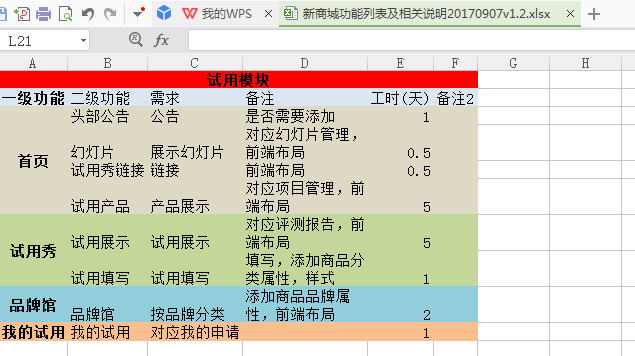 我的WPS × 新商城功能列表及相关说明20170907v1.2.xlsx ×
L21 fx
A B C D E F G H
试用模块
一级功能 二级功能 需求 备注 工时(天) 备注2
头部公告 公告 是否需要添加 1
对应幻灯片管理，
幻灯片 展示幻灯片 前端布局 0.5
首页
试用秀链接 链接 前端布局 0.5
对应项目管理，前
试用产品 产品展示 端布局 5
对应评测报告，前
试用展示 试用展示 端布局 5
试用秀
填写，添加商品分
试用填写 试用填写 类属性，样式 1
添加商品品牌属
品牌馆 品牌馆 按品牌分类 性，前端布局 2
我的试用 我的试用 对应我的申请 1